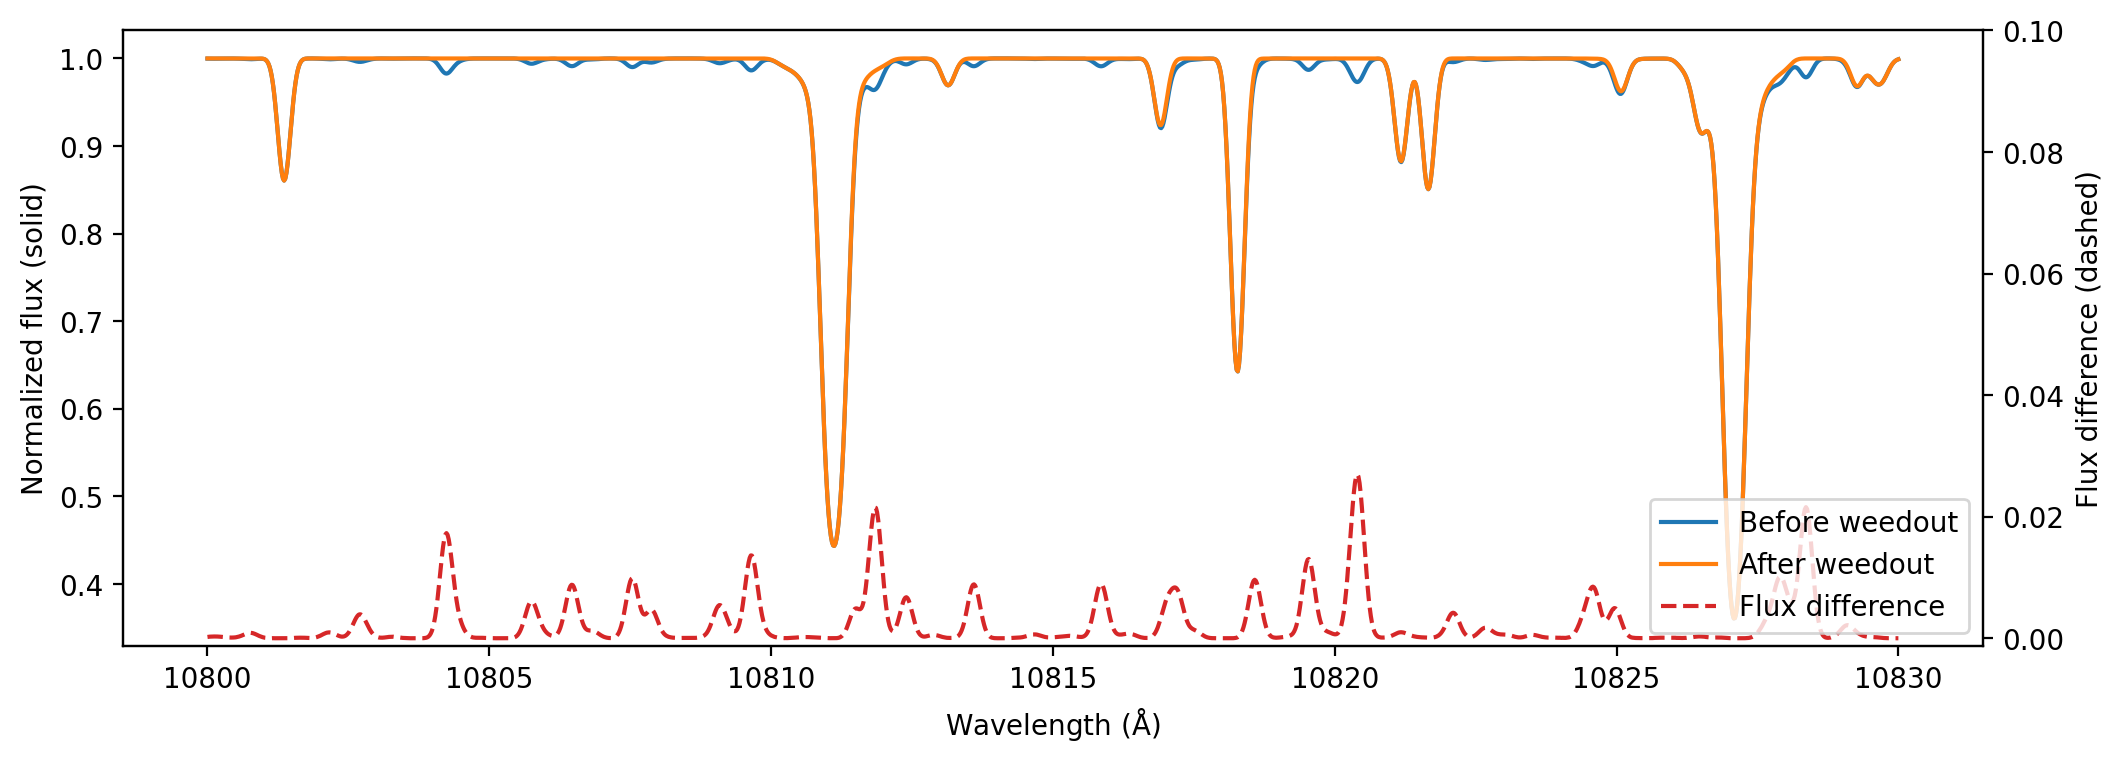 Normalized flux (solid)
1.0
0.9
0.8
0.7
0.6
0.5
0.4
10800 10805 10810 10815 10820 10825 10830
Wavelength (Å)
0.10
0.08
0.06
0.04
0.02
0.00
Flux difference (dashed)
Before weedout
After weedout
Flux difference